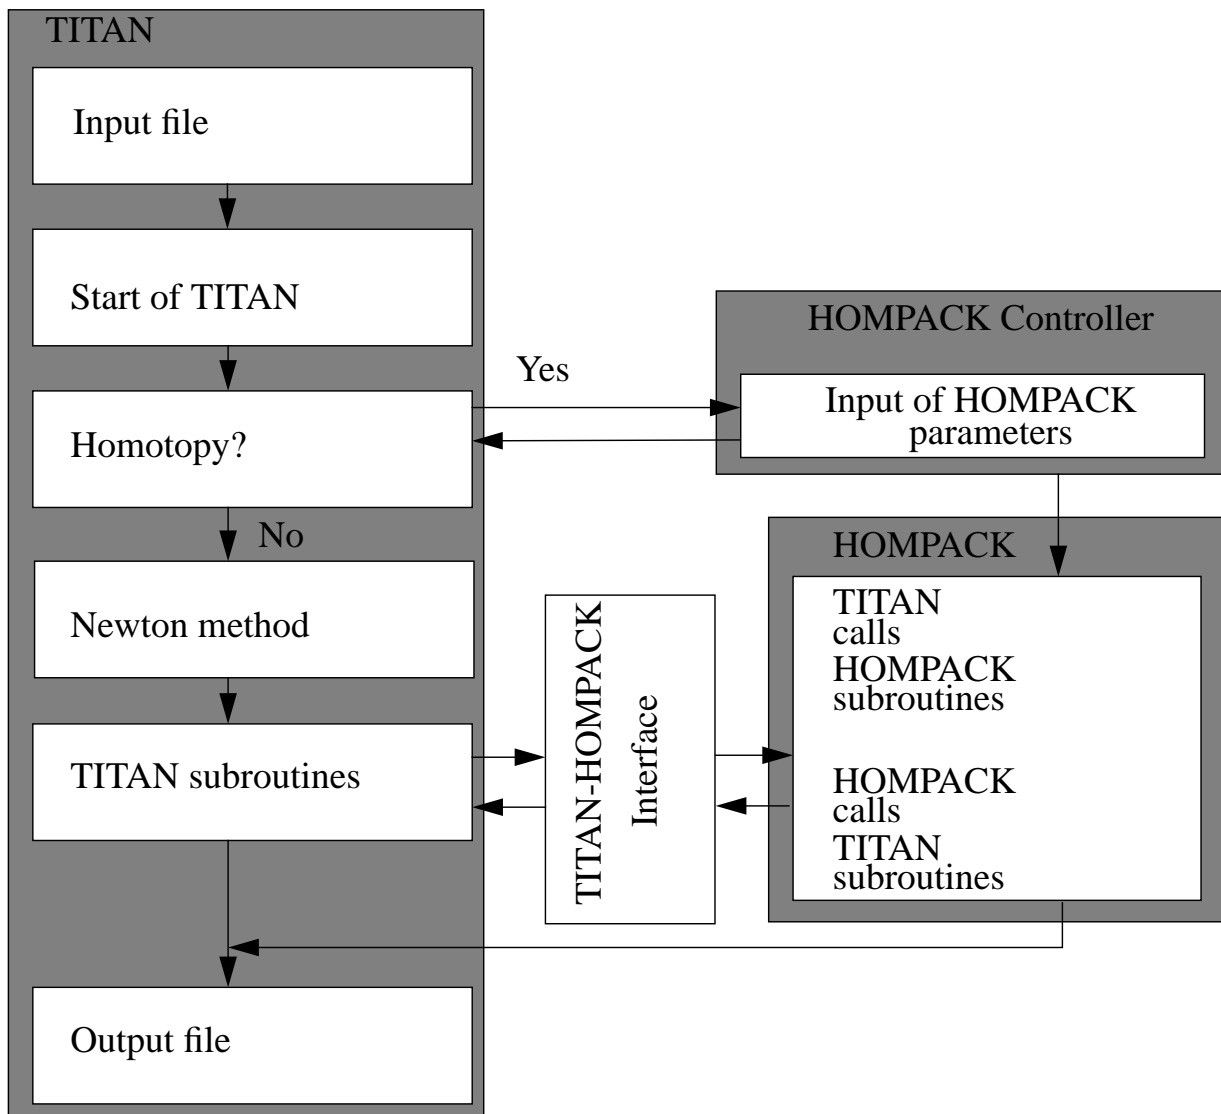 TITAN
Input file
Start of TITAN
Homotopy?
Yes
No
Newton method
TITAN subroutines
Output file
HOMPACK Controller
Input of HOMPACK
parameters
TITAN-HOMPACK
Interface
HOMPACK
TITAN
calls
HOMPACK
subroutines
HOMPACK
calls
TITAN
subroutines